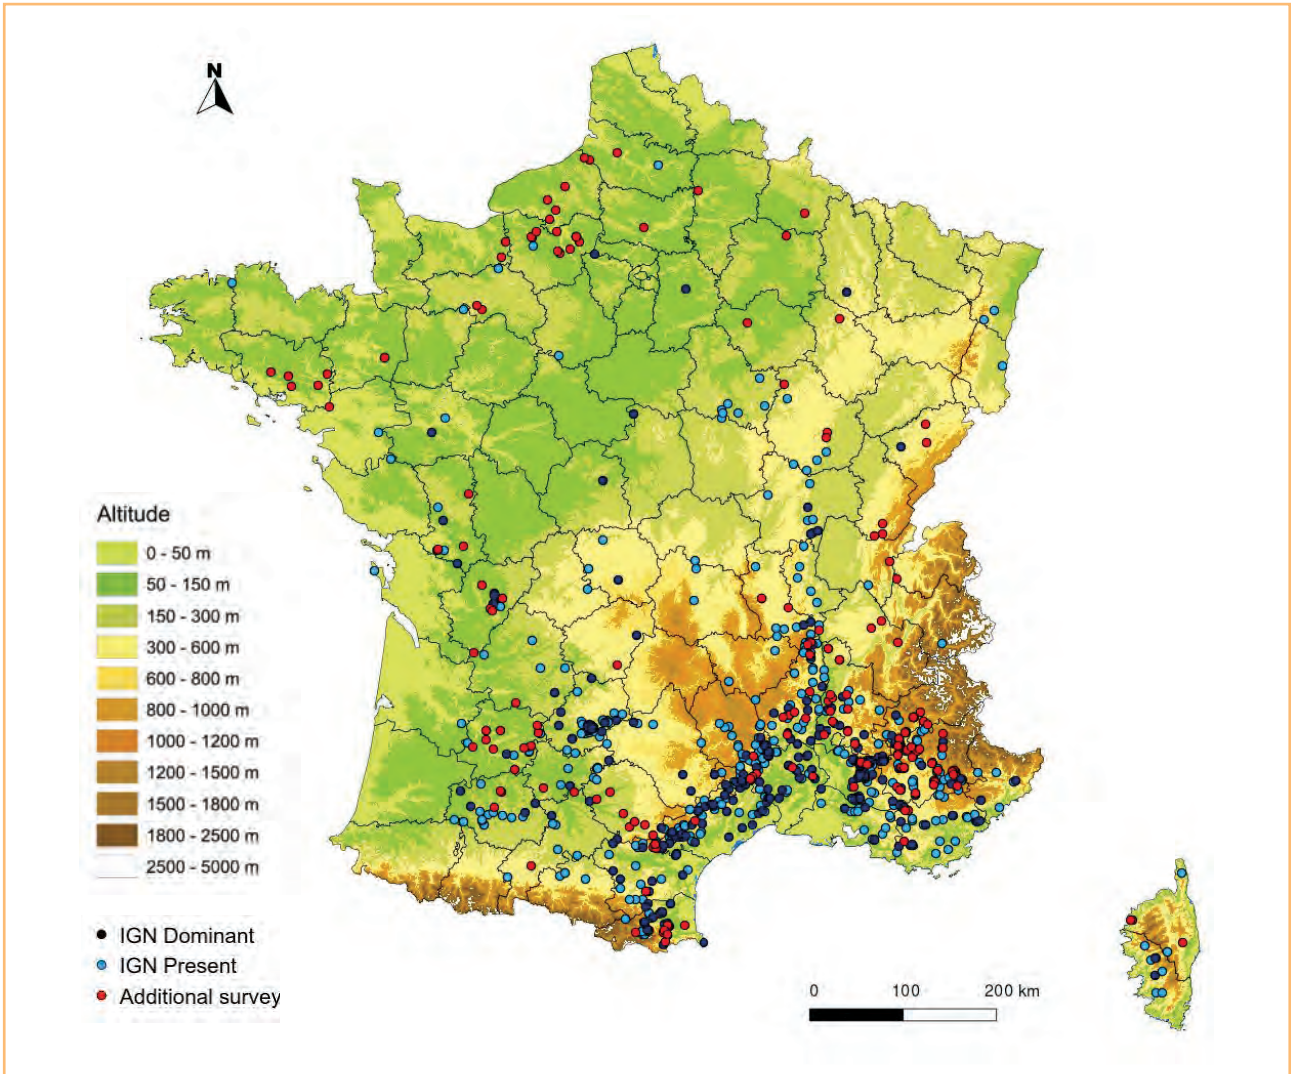 N
Altitude
0 - 50 m
50 - 150 m
150 - 300 m
300 - 600 m
600 - 800 m
800 - 1000 m
1000 - 1200 m
1200 - 1500 m
1500 - 1800 m
1800 - 2500 m
2500 - 5000 m
IGN Dominant
IGN Present
Additional survey
0 100 200 km